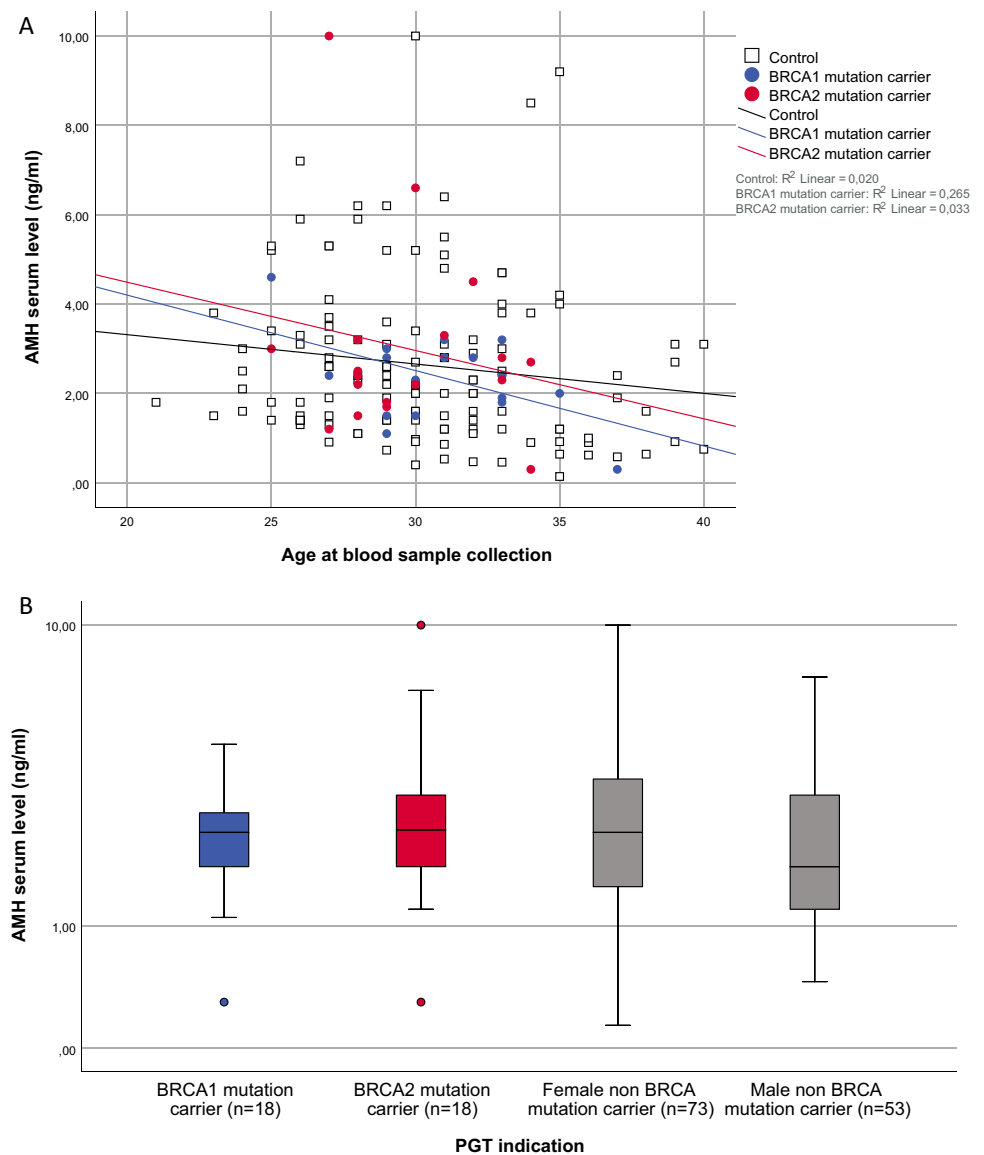 A
10,00
8,00
6,00
4,00
2,00
,00
20 25 30 35 40
AMH serum level (ng/ml)
Age at blood sample collection
Control
BRCA1 mutation carrier
BRCA2 mutation carrier
Control
BRCA1 mutation carrier
BRCA2 mutation carrier
Control: R2 Linear = 0,020
BRCA1 mutation carrier: R2 Linear = 0,265
BRCA2 mutation carrier: R2 Linear = 0,033
B
10,00
1,00
,00
AMH serum level (ng/ml)
BRCA1 mutation
carrier (n=18)
BRCA2 mutation
carrier (n=18)
Female non BRCA
mutation carrier (n=73)
Male non BRCA
mutation carrier (n=53)
PGT indication